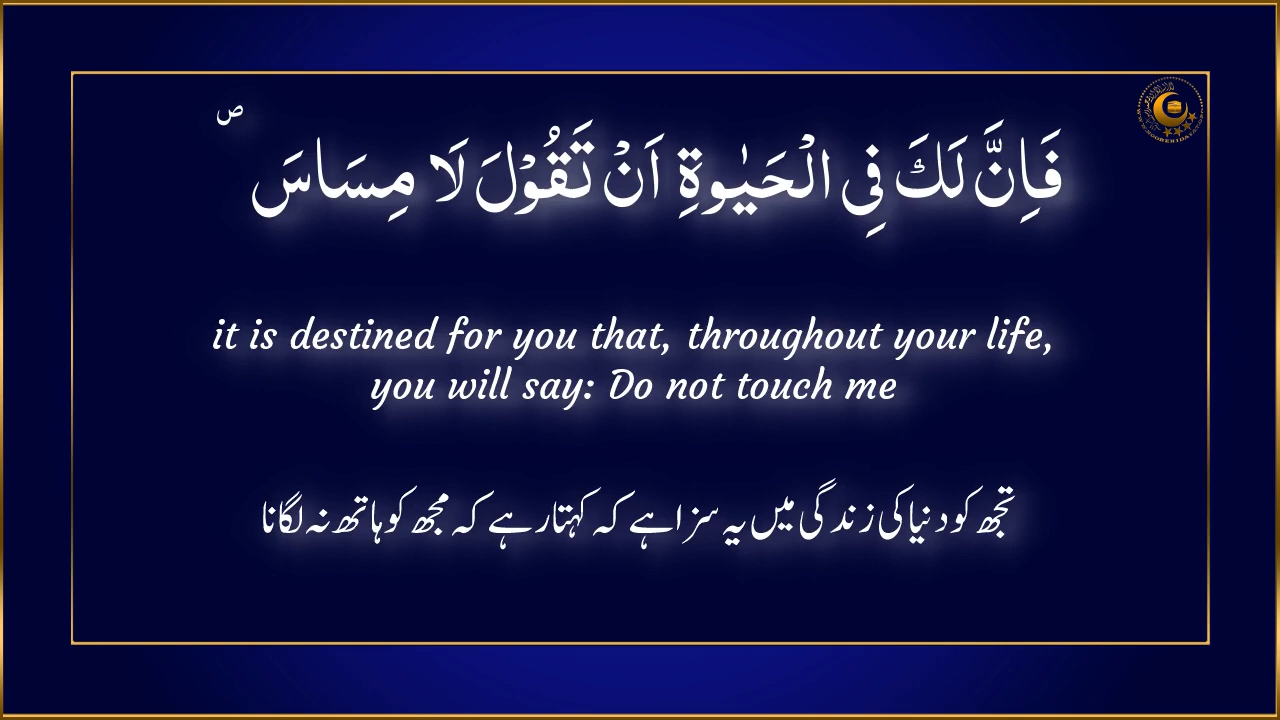 فَاِنَّ لَكَ فِی الْحَیٰوةِ اَنْ تَقُوْلَ لَا مِسَاسَ ۪
it is destined for you that, throughout your life,
you will say: Do not touch me
تجھ کو دنیا کی زندگی میں یہ سزا ہے کہ کہتا رہے کہ مجھ کو ہاتھ نہ لگانا